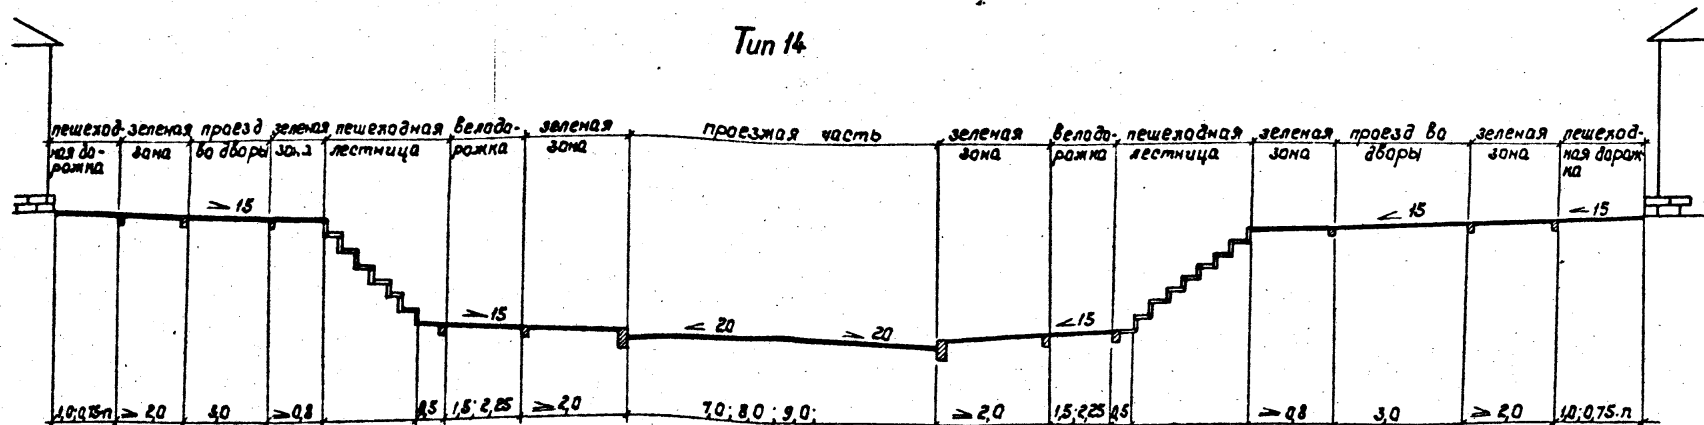 Тип 14
пешеход- зеленая проезд зеленая пешеходная велодо- зеленая проезжая часть зеленая велодо- пешеходная зеленая проезд во зеленая пешеход-
ная до- зона во дворы лестница рожка зона зона рожка лестница зона дворы зона ная дорож
рожка ка
15 15 15
15 20 20 15
1,0; 0,75·п ≥ 2,0 3,0 ≥ 0,8 0,5 1,5; 2,25 ≥ 2,0 7,0; 8,0; 9,0; ≥ 2,0 1,5; 2,25 0,5 ≥ 0,8 3,0 ≥ 2,0 1,0; 0,75·п